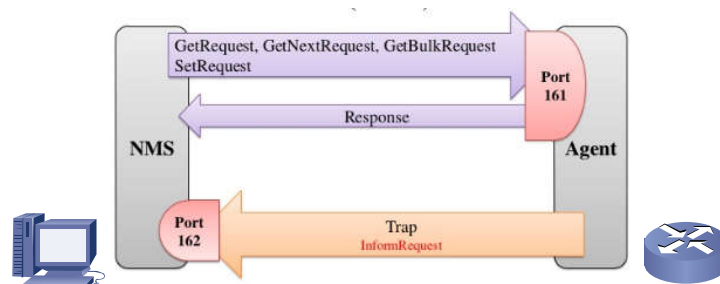 GetRequest, GetNextRequest, GetBulkRequest
SetRequest
Port
161
Response
NMS
Agent
Port
162
Trap
InformRequest